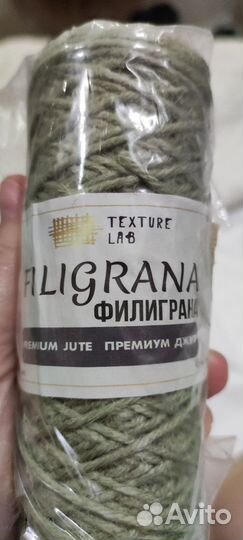 TEXTURE
LAB
FILIGRANA
ФИЛИГРАНА
PREMIUM JUTE ПРЕМИУМ ДЖУТ
Avito